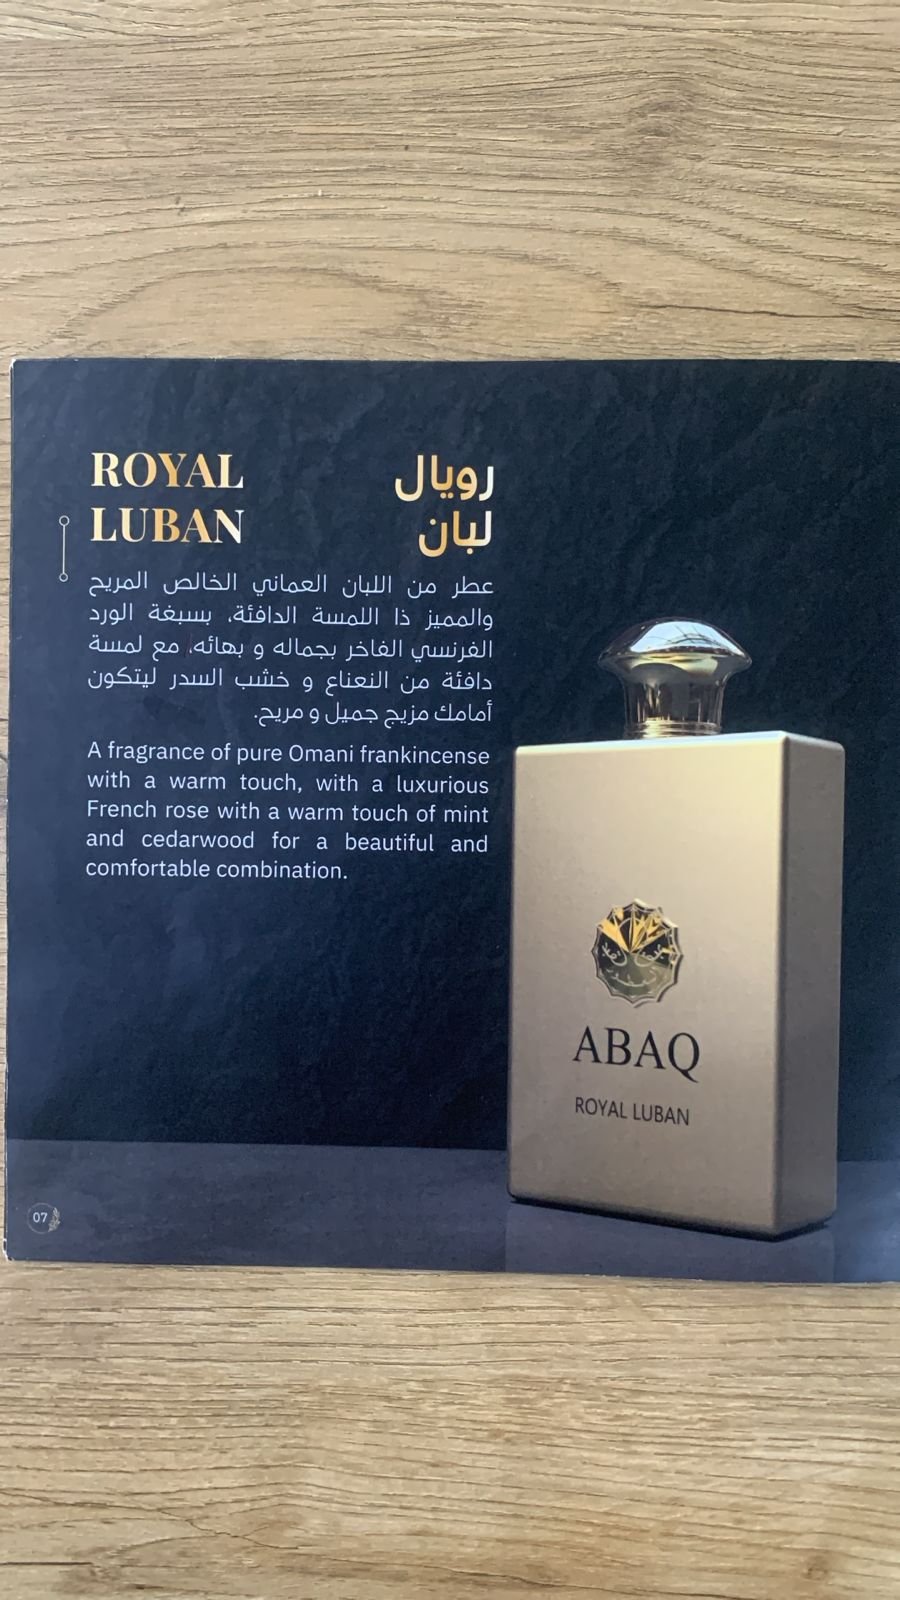 ROYAL
LUBAN
رويال
لبان
عطر من اللبان العماني الخالص المريح
والمميز ذا اللمسة الدافئة، بسبغة الورد
الفرنسي الفاخر بجماله و بهائه، مع لمسة
دافئة من النعناع و خشب السدر ليتكون
أمامك مزيج جميل و مريح.
A fragrance of pure Omani frankincense
with a warm touch, with a luxurious
French rose with a warm touch of mint
and cedarwood for a beautiful and
comfortable combination.
ABAQ
ROYAL LUBAN
07